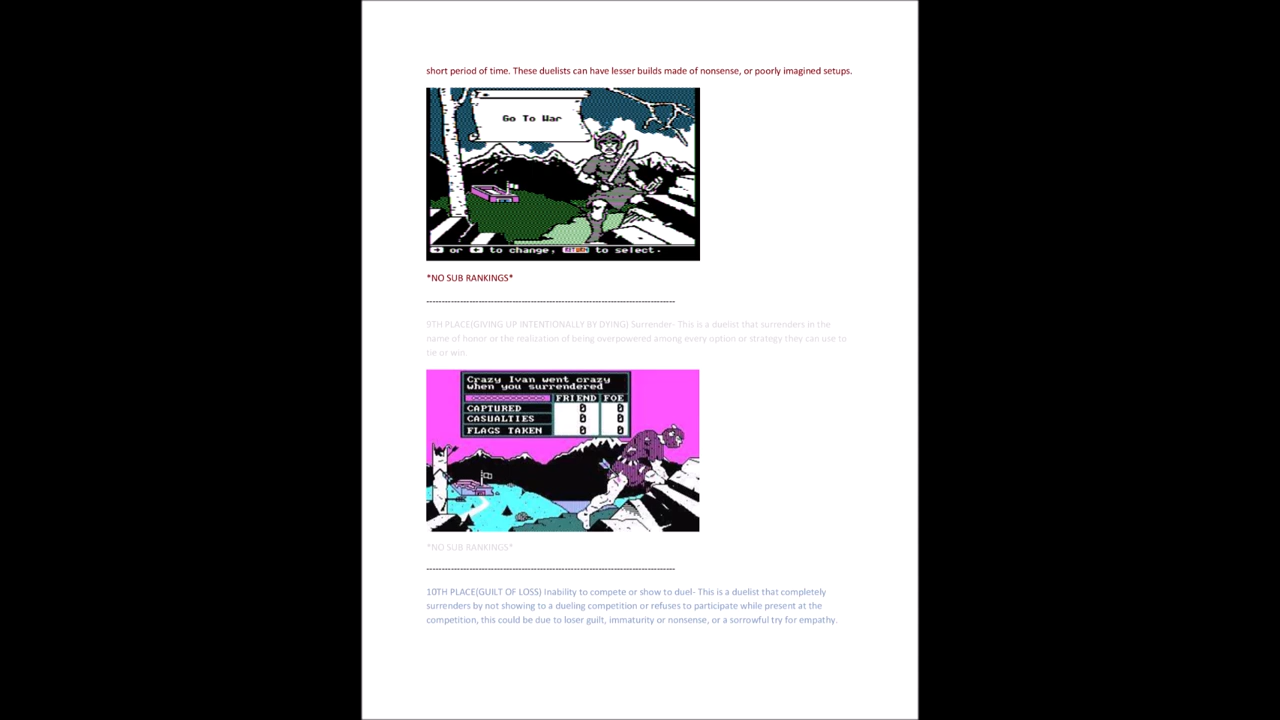 short period of time. These duelists can have lesser builds made of nonsense, or poorly imagined setups.
Go To War
→ or ← to change, RETURN to select.
*NO SUB RANKINGS*
--------------------------------------------------------------------------------
9TH PLACE(GIVING UP INTENTIONALLY BY DYING) Surrender- This is a duelist that surrenders in the
name of honor or the realization of being overpowered among every option or strategy they can use to
tie or win.
Crazy Ivan went crazy
when you surrendered
FRIEND FOE
CAPTURED 0 0
CASUALTIES 0 0
FLAGS TAKEN 0 0
*NO SUB RANKINGS*
--------------------------------------------------------------------------------
10TH PLACE(GUILT OF LOSS) Inability to compete or show to duel- This is a duelist that completely
surrenders by not showing to a dueling competition or refuses to participate while present at the
competition, this could be due to loser guilt, immaturity or nonsense, or a sorrowful try for empathy.